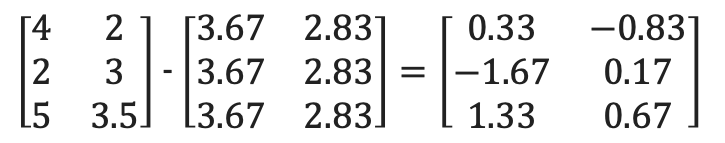 [4 2] [3.67 2.83] [0.33 −0.83]
[2 3] - [3.67 2.83] = [−1.67 0.17]
[5 3.5] [3.67 2.83] [1.33 0.67]